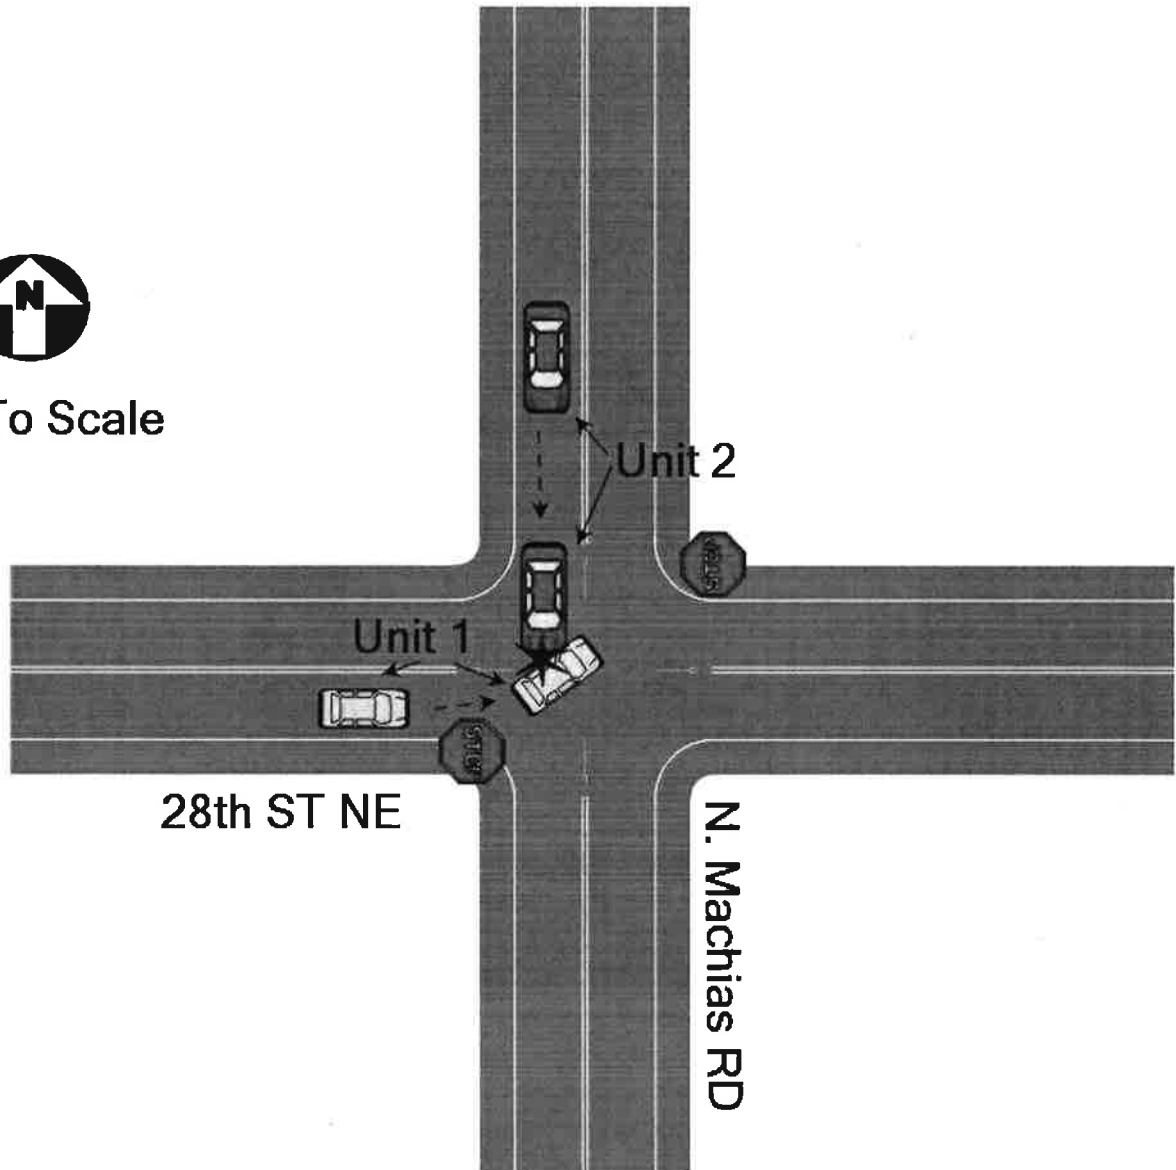 N
To Scale
Unit 2
STOP
Unit 1
STOP
28th ST NE
N. Machias RD